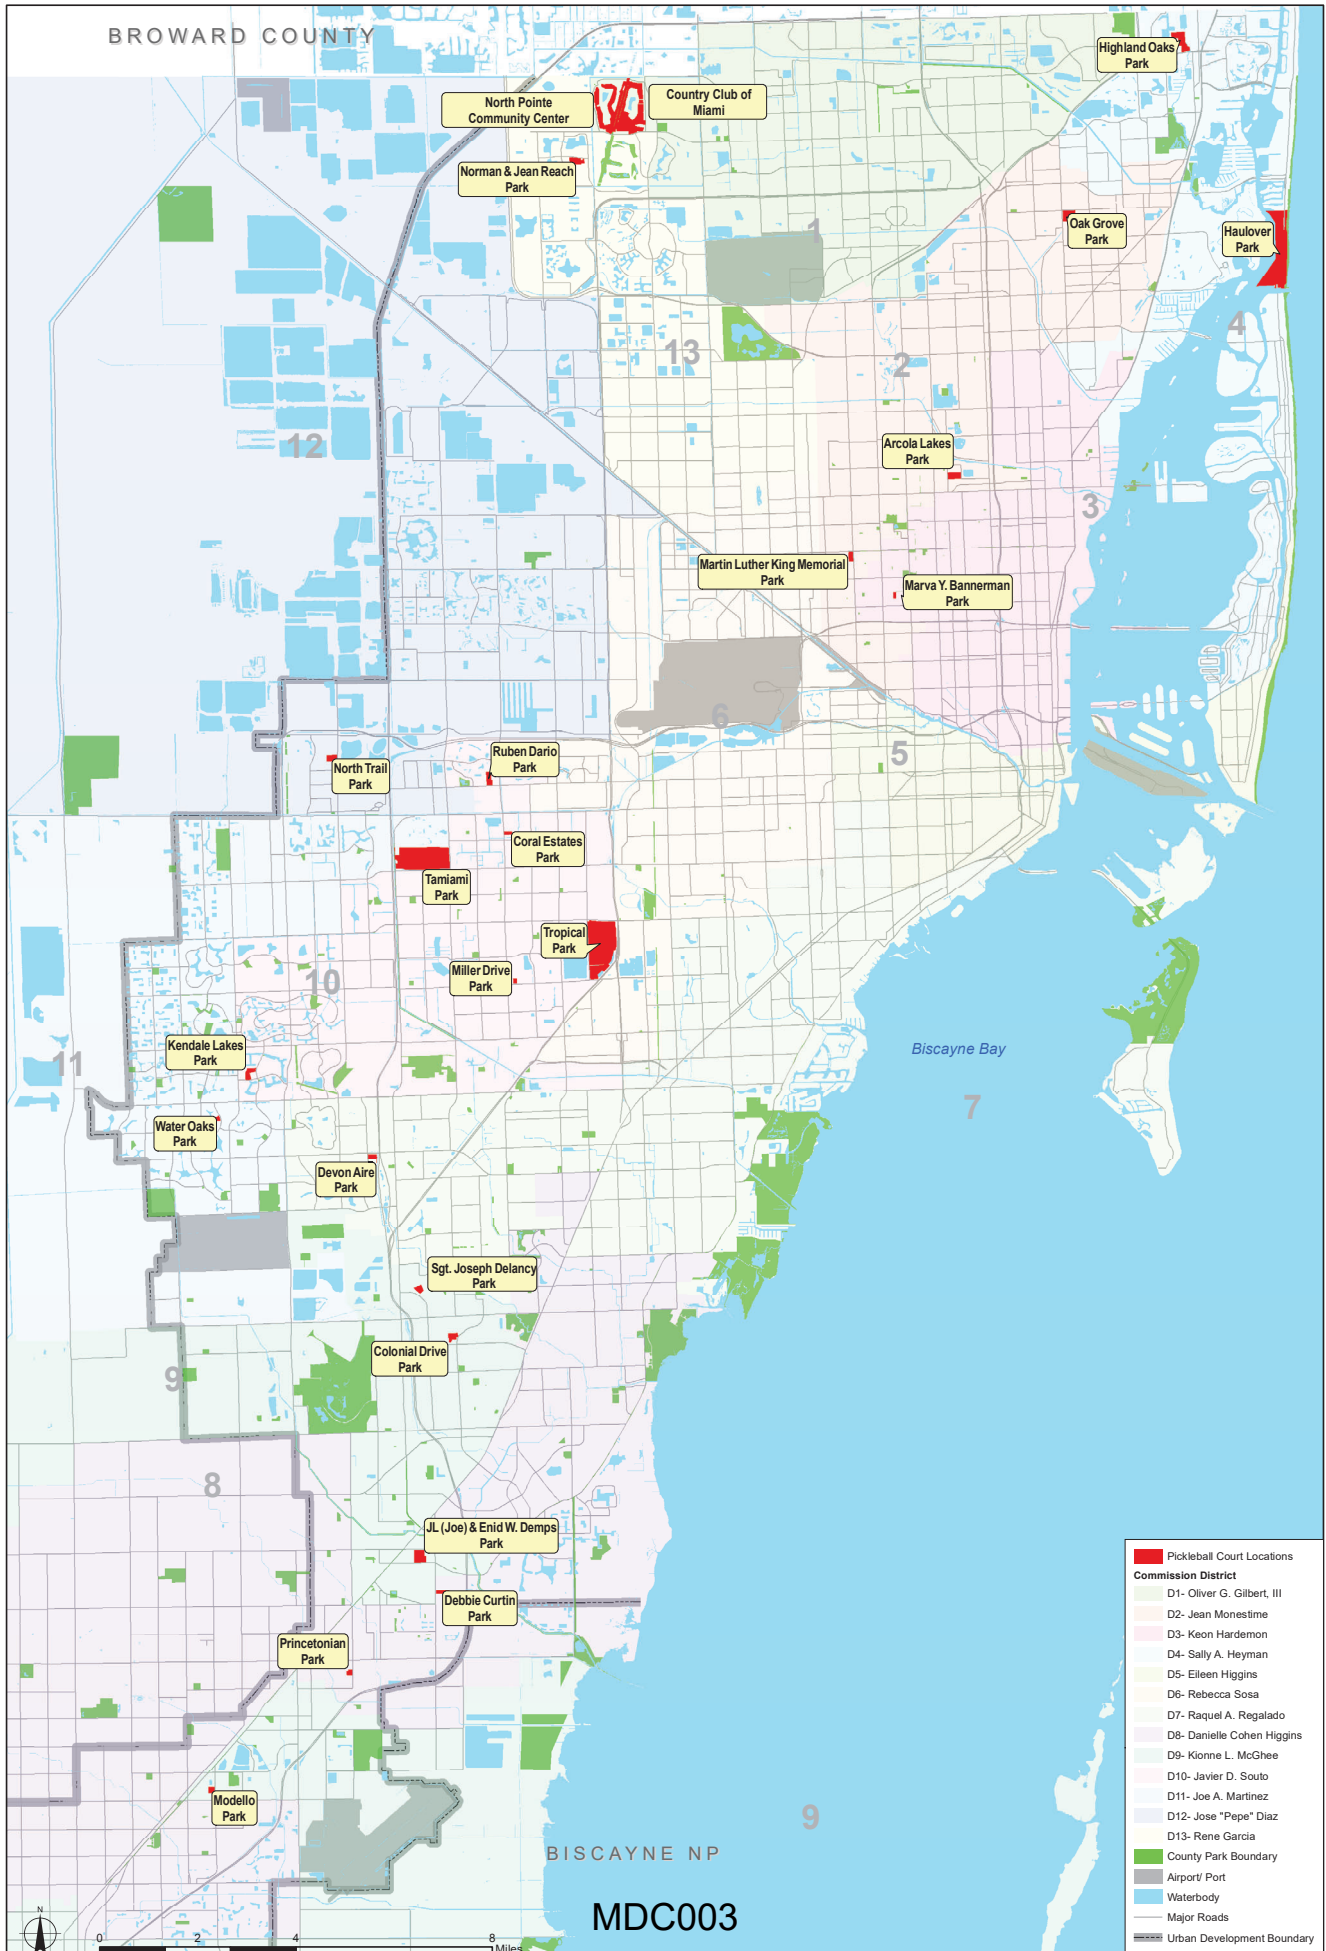 BROWARD COUNTY
Highland Oaks
Park
North Pointe
Community Center
Country Club of
Miami
Norman & Jean Reach
Park
Oak Grove
Park
Haulover
Park
1
4
13
2
12
Arcola Lakes
Park
3
Martin Luther King Memorial
Park
Marva Y. Bannerman
Park
6
5
North Trail
Park
Ruben Dario
Park
Coral Estates
Park
Tamiami
Park
Tropical
Park
Miller Drive
Park
10
Kendale Lakes
Park
11
Biscayne Bay
7
Water Oaks
Park
Devon Aire
Park
Sgt. Joseph Delancy
Park
Colonial Drive
Park
9
8
JL (Joe) & Enid W. Demps
Park
Debbie Curtin
Park
Princetonian
Park
Modello
Park
9
BISCAYNE NP
MDC003
N
0 2 4 8
Miles
Pickleball Court Locations
Commission District
D1- Oliver G. Gilbert, III
D2- Jean Monestime
D3- Keon Hardemon
D4- Sally A. Heyman
D5- Eileen Higgins
D6- Rebecca Sosa
D7- Raquel A. Regalado
D8- Danielle Cohen Higgins
D9- Kionne L. McGhee
D10- Javier D. Souto
D11- Joe A. Martinez
D12- Jose "Pepe" Diaz
D13- Rene Garcia
County Park Boundary
Airport/ Port
Waterbody
Major Roads
Urban Development Boundary